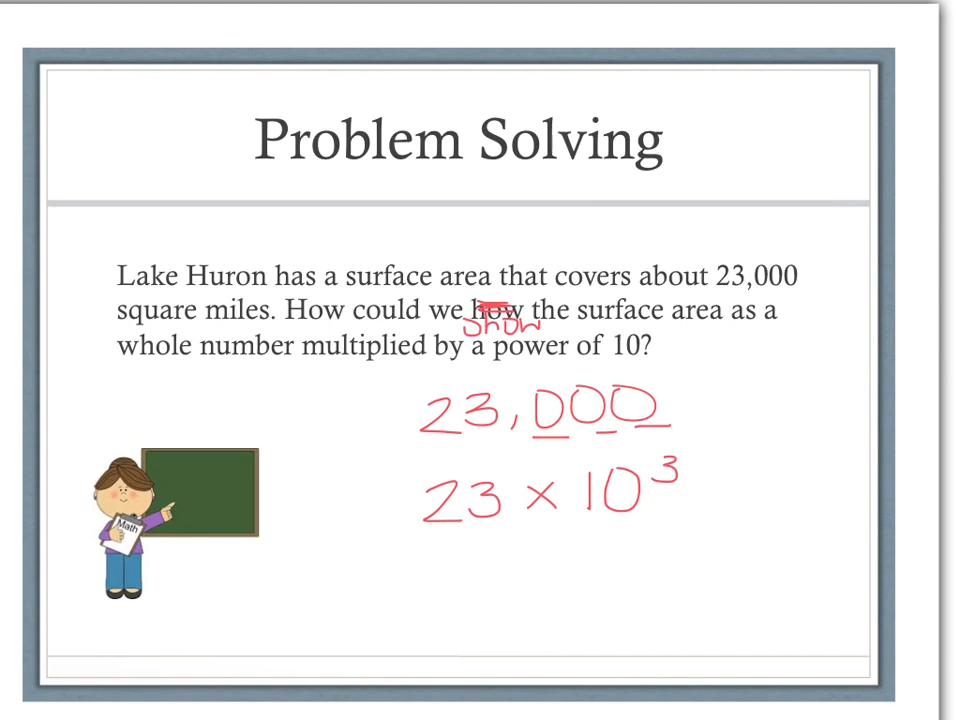 Problem Solving
Lake Huron has a surface area that covers about 23,000
square miles. How could we how the surface area as a
show
whole number multiplied by a power of 10?
23,000
23 × 10³
Math